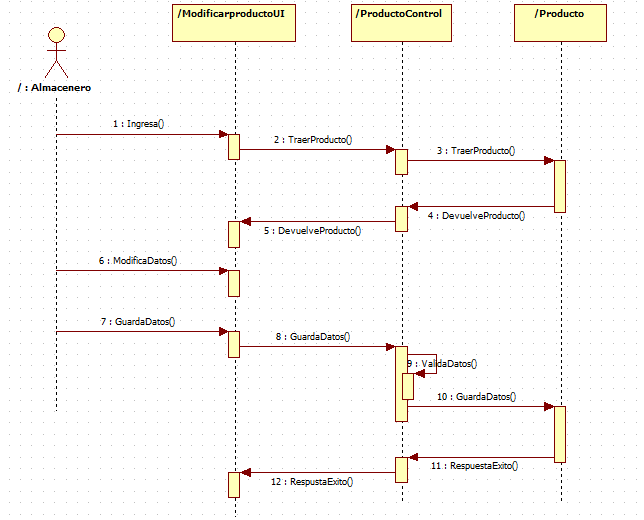 /ModificarproductoUI
/ProductoControl
/Producto
/ : Almacenero
1 : Ingresa()
2 : TraerProducto()
3 : TraerProducto()
4 : DevuelveProducto()
5 : DevuelveProducto()
6 : ModificaDatos()
7 : GuardaDatos()
8 : GuardaDatos()
9 : ValidaDatos()
10 : GuardaDatos()
11 : RespuestaExito()
12 : RespustaExito()